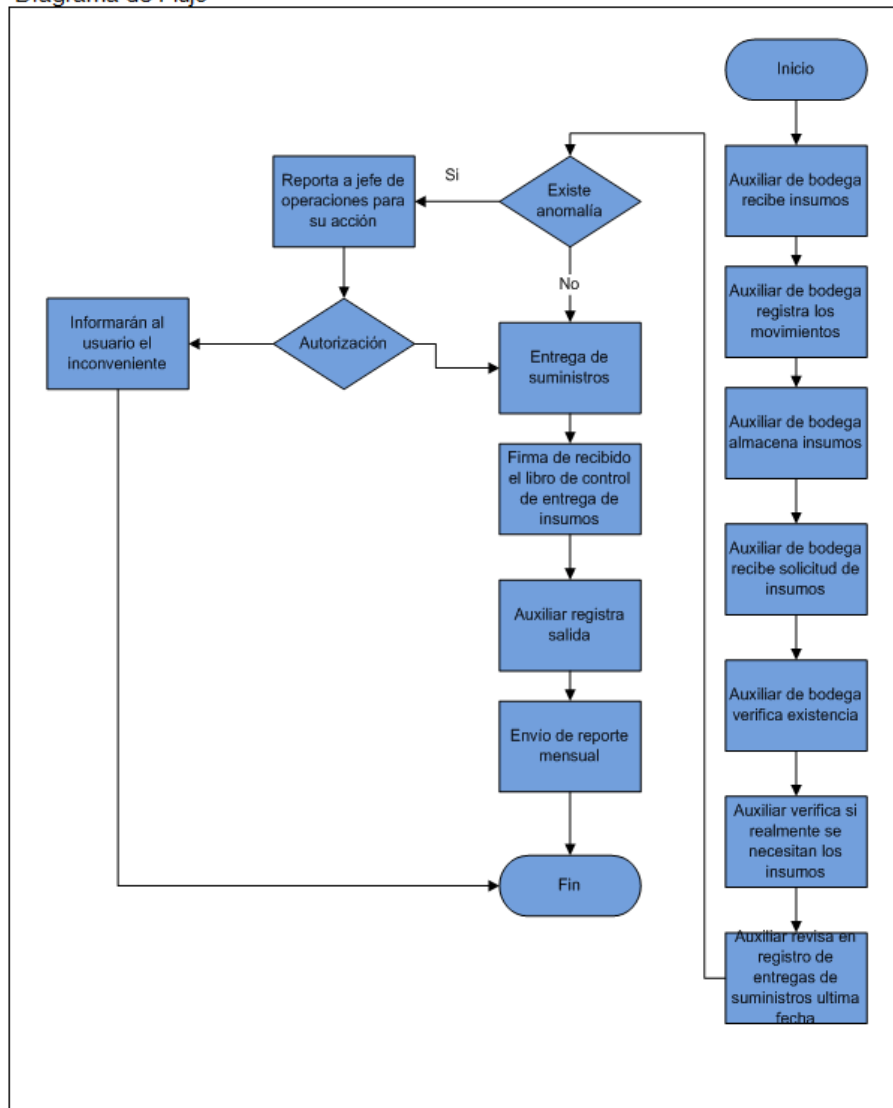 Diagrama de Flujo
Inicio
Auxiliar de bodega
recibe insumos
Auxiliar de bodega
registra los
movimientos
Auxiliar de bodega
almacena insumos
Auxiliar de bodega
recibe solicitud de
insumos
Auxiliar de bodega
verifica existencia
Auxiliar verifica si
realmente se
necesitan los
insumos
Auxiliar revisa en
registro de
entregas de
suministros ultima
fecha
Existe
anomalía
Si
No
Reporta a jefe de
operaciones para
su acción
Autorización
Informarán al
usuario el
inconveniente
Entrega de
suministros
Firma de recibido
el libro de control
de entrega de
insumos
Auxiliar registra
salida
Envío de reporte
mensual
Fin